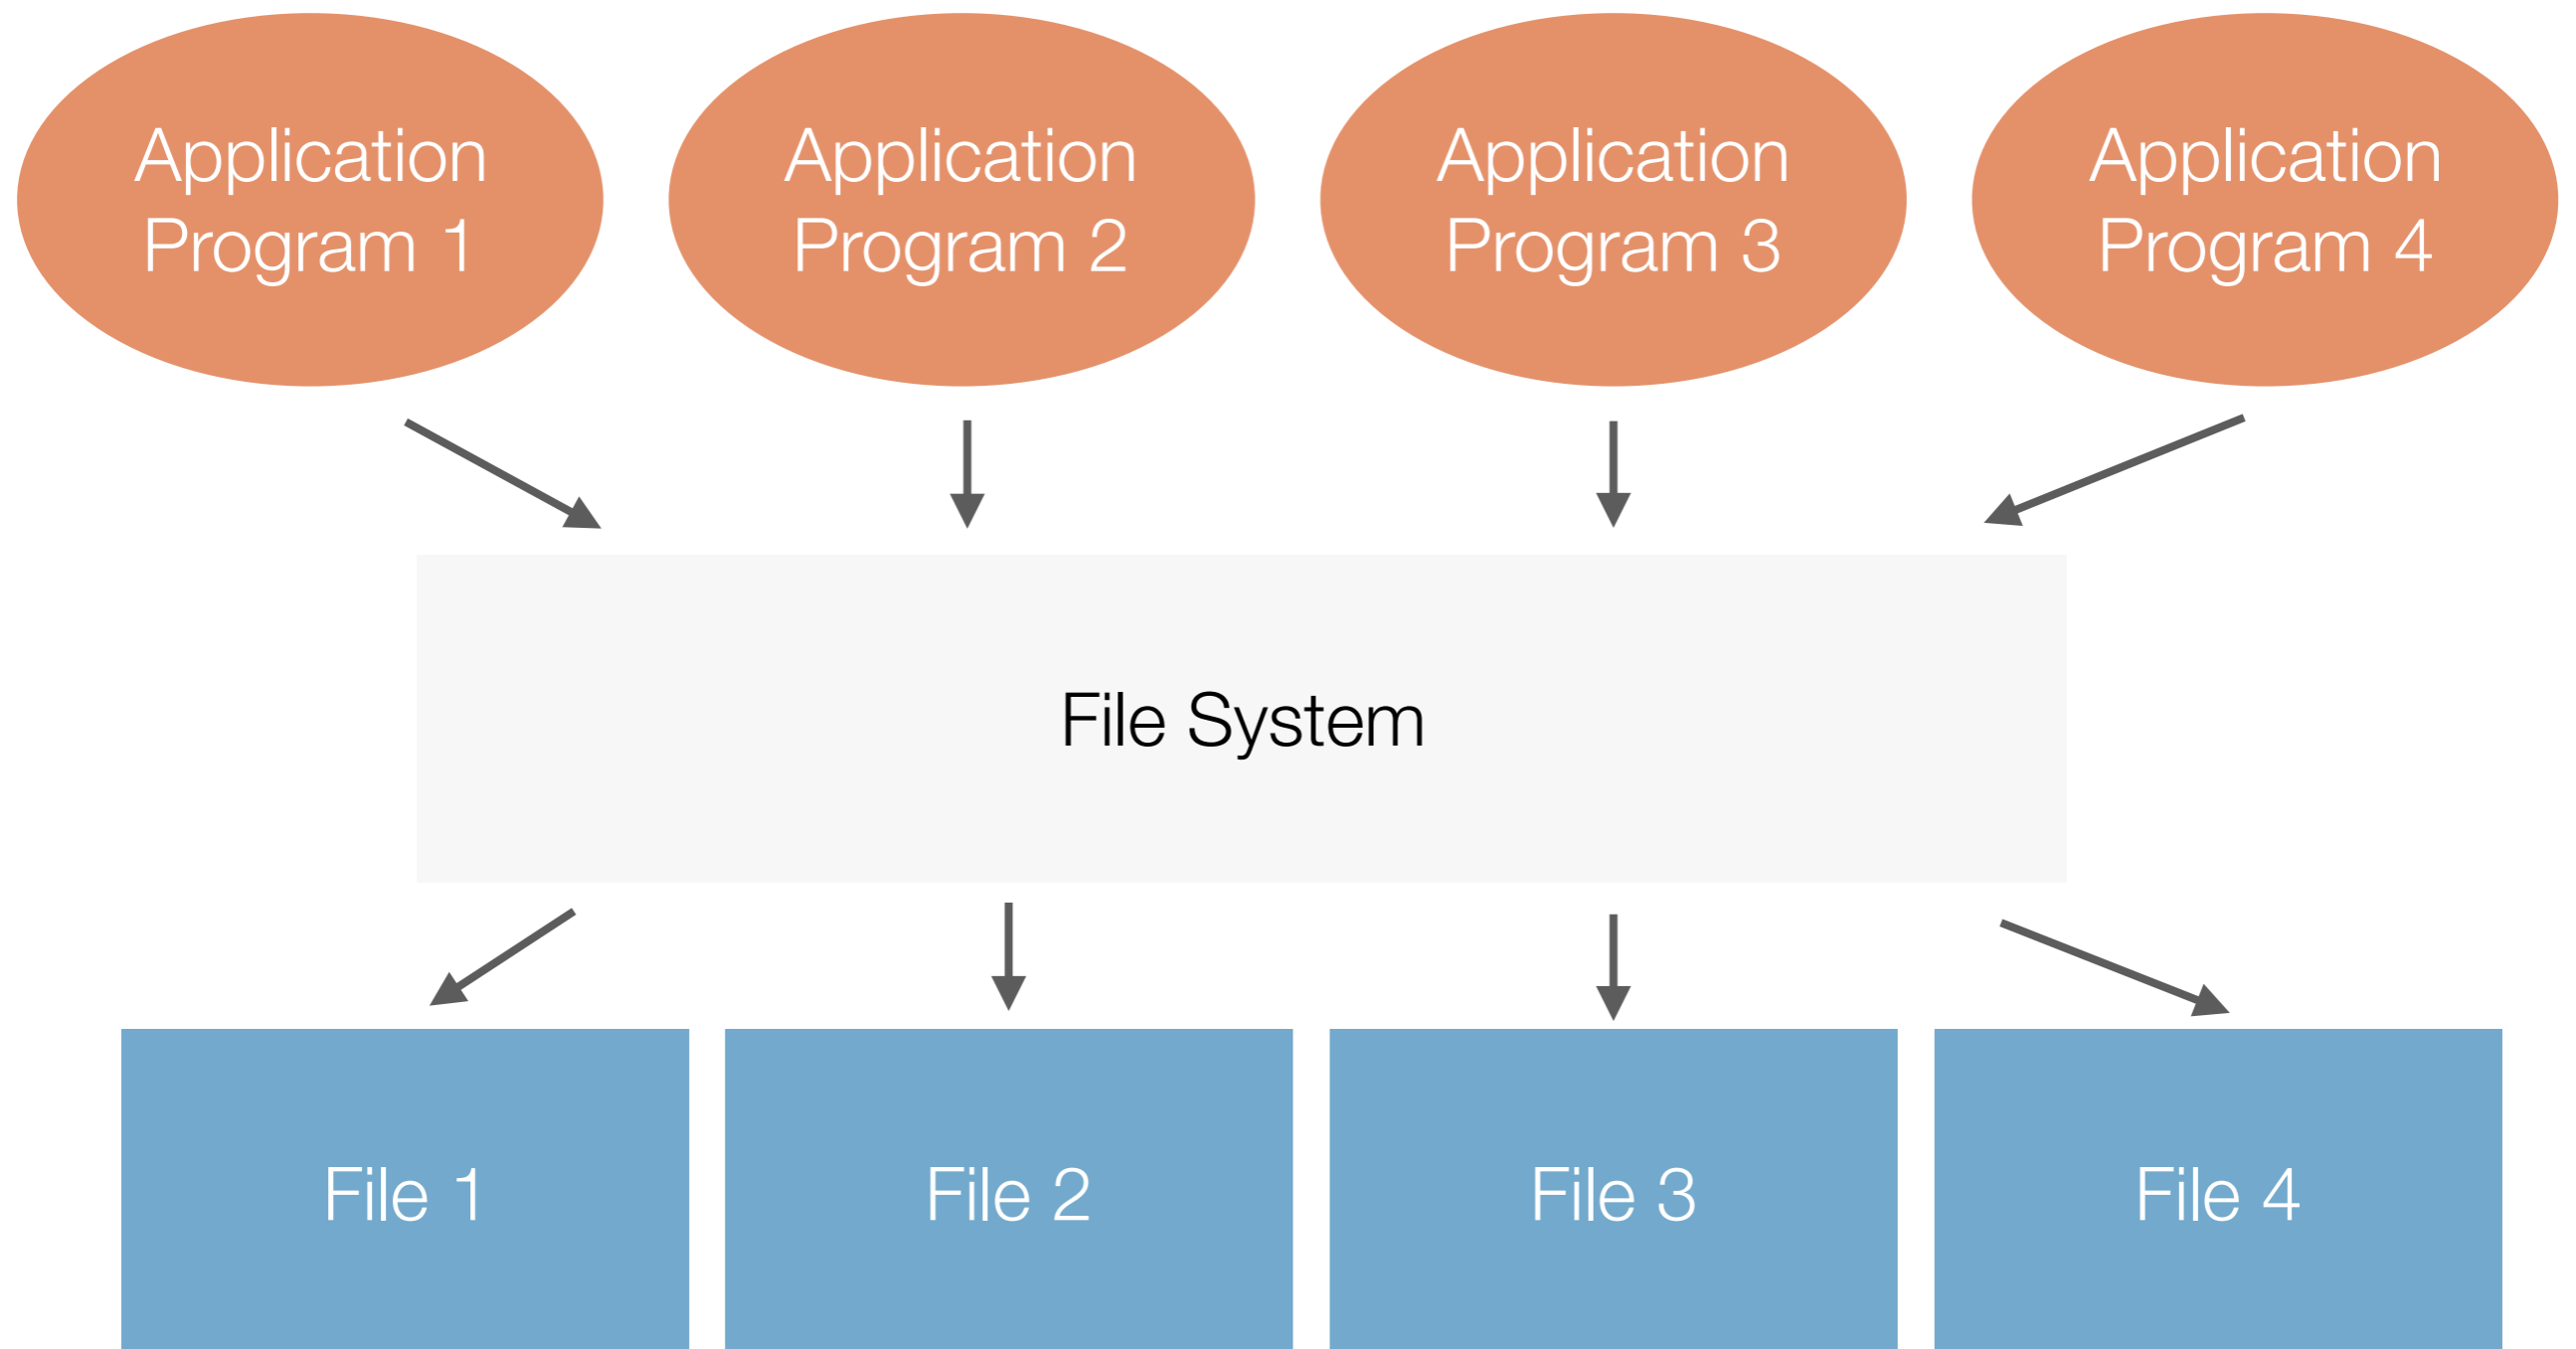 Application
Program 1
Application
Program 2
Application
Program 3
Application
Program 4
File System
File 1
File 2
File 3
File 4